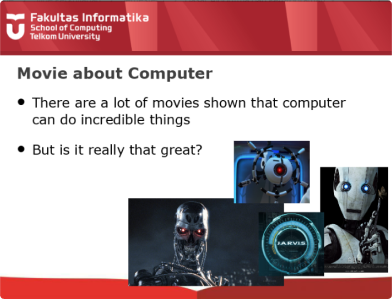 Fakultas Informatika
School of Computing
Telkom University
Movie about Computer
• There are a lot of movies shown that computer
can do incredible things
• But is it really that great?
JARVIS